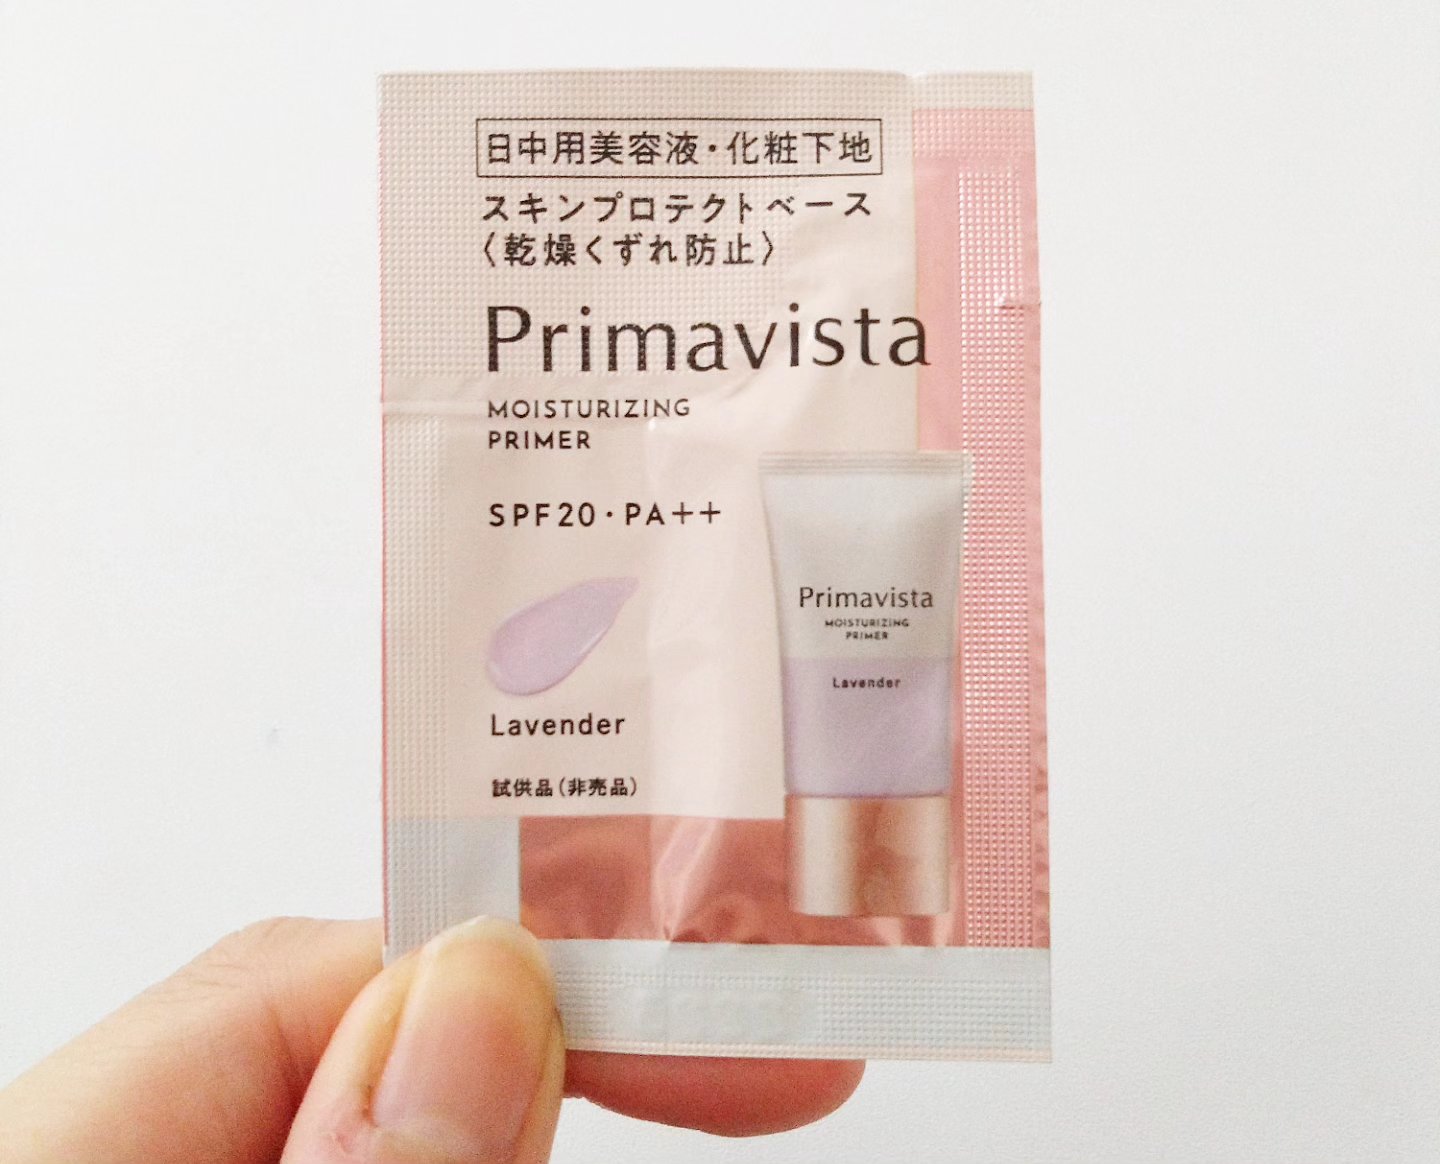 日中用美容液・化粧下地
スキンプロテクトベース
〈乾燥くずれ防止〉
Primavista
MOISTURIZING
PRIMER
SPF20・PA++
Lavender
試供品（非売品）
Primavista
MOISTURIZING
PRIMER
Lavender